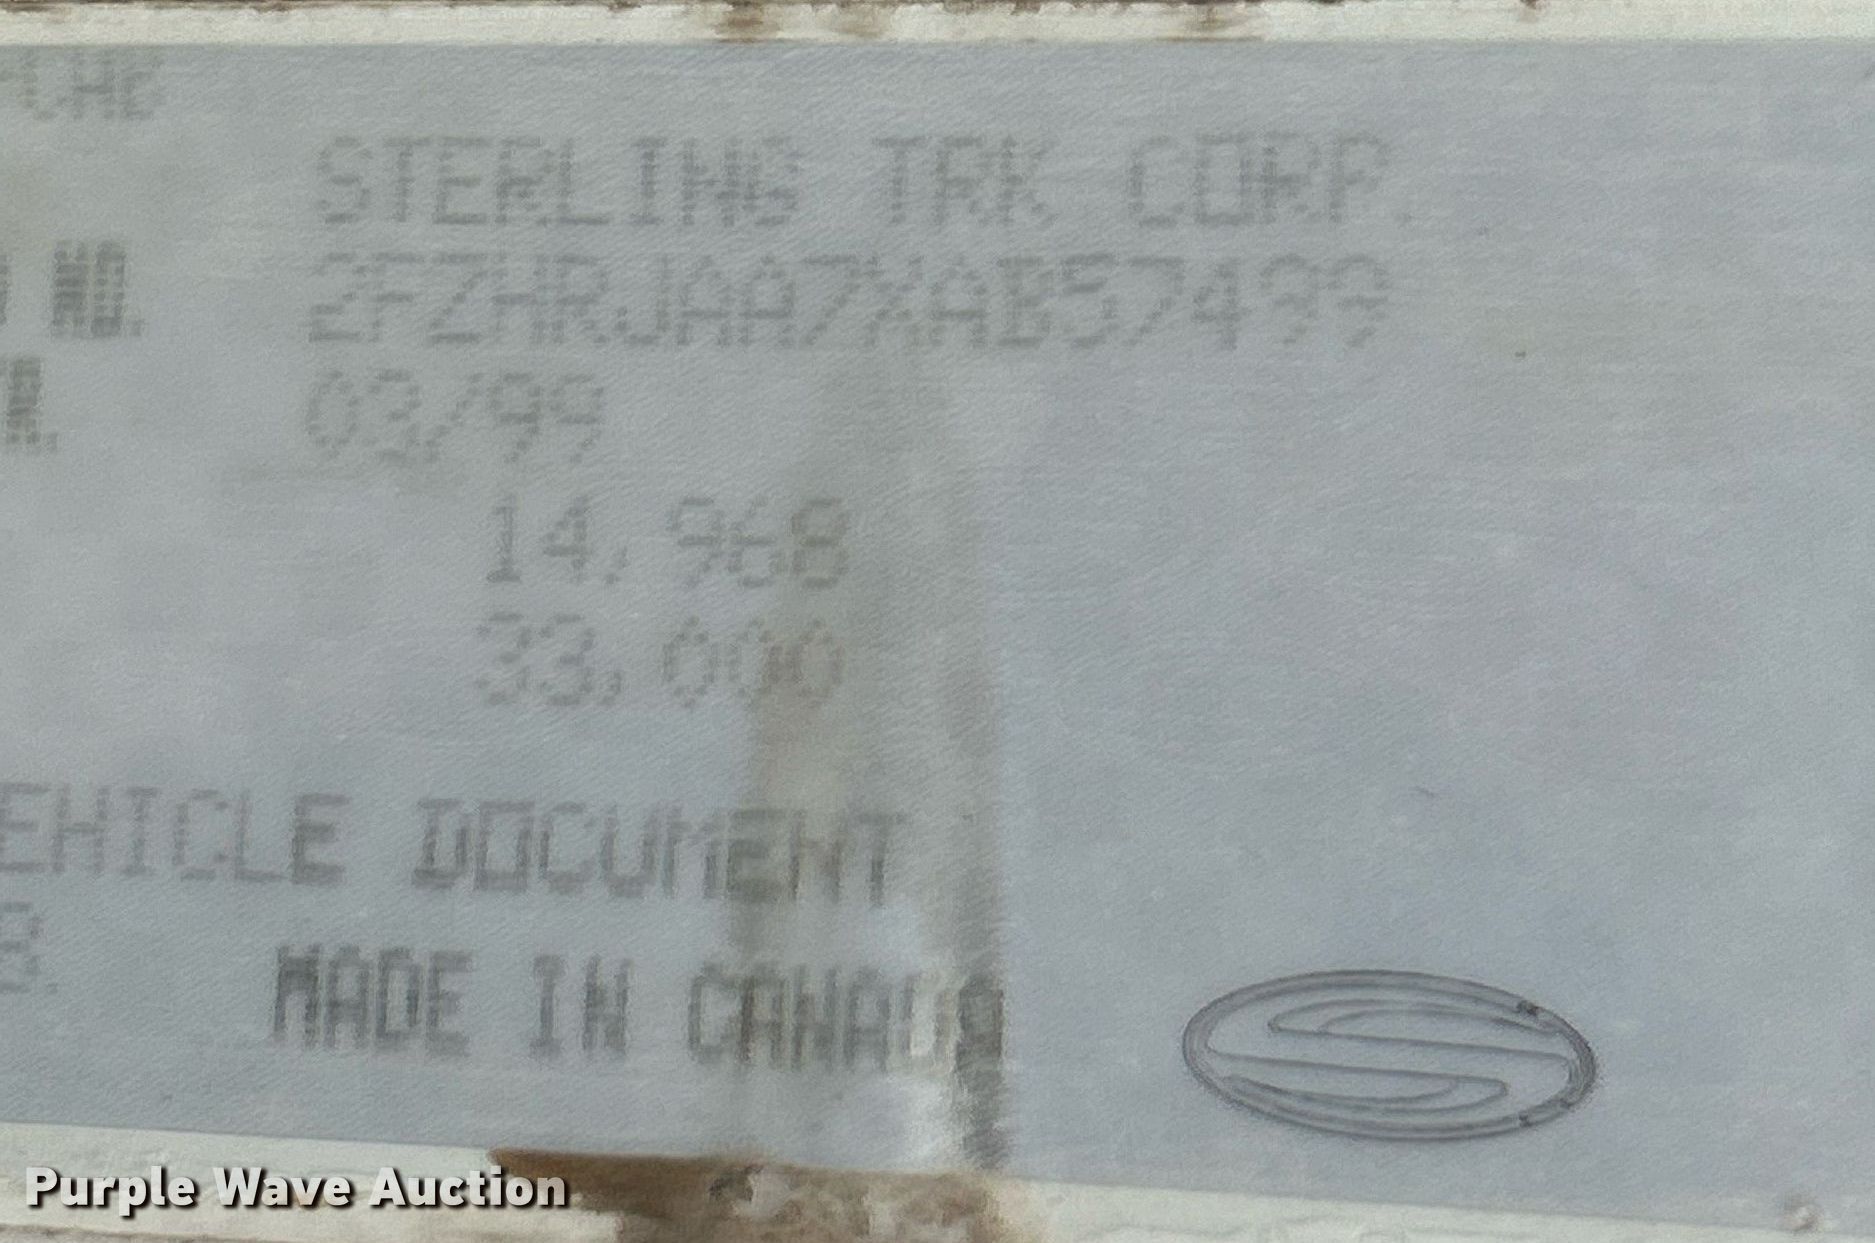 STERLING TRK CORP.
NO. 2FZHRJAA7XAB57499
03/99
14,968
33,000
EHICLE DOCUMENT
B. MADE IN CANADA
Purple Wave Auction